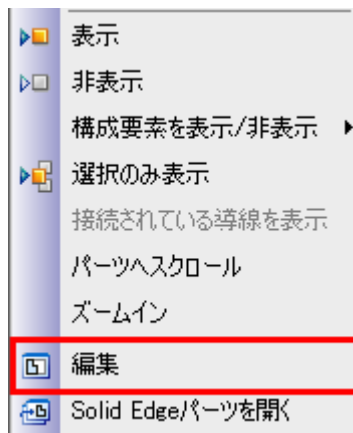 表示
非表示
構成要素を表示/非表示
選択のみ表示
接続されている導線を表示
パーツへスクロール
ズームイン
編集
Solid Edgeパーツを開く